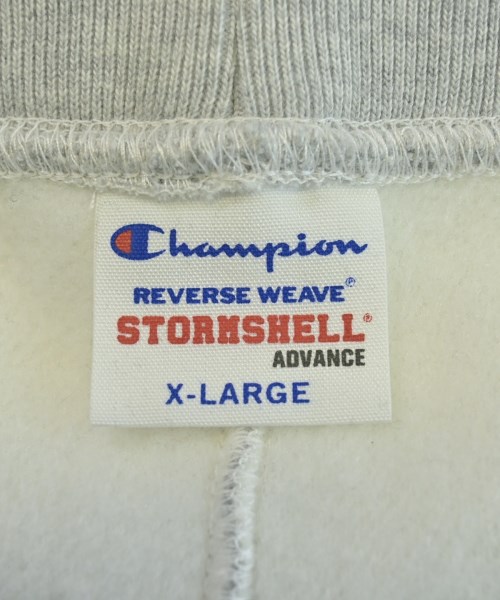 Champion
REVERSE WEAVE®
STORMSHELL®
ADVANCE
X-LARGE